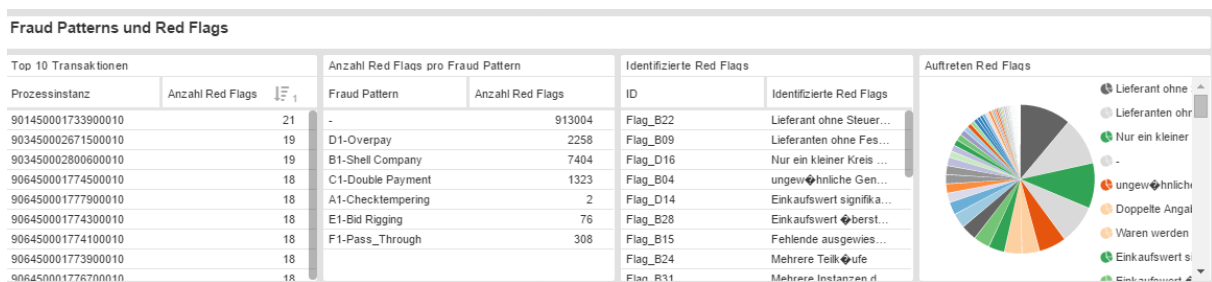 Fraud Patterns und Red Flags
Top 10 Transaktionen
Prozessinstanz Anzahl Red Flags 1
901450001733900010 21
903450002671500010 19
903450002800600010 19
906450001774500010 18
906450001777900010 18
906450001774300010 18
906450001774100010 18
906450001773900010 18
906450001776700010 18
Anzahl Red Flags pro Fraud Pattern
Fraud Pattern Anzahl Red Flags
- 913004
D1-Overpay 2258
B1-Shell Company 7404
C1-Double Payment 1323
A1-Checktempering 2
E1-Bid Rigging 76
F1-Pass_Through 308
Identifizierte Red Flags
ID Identifizierte Red Flags
Flag_B22 Lieferant ohne Steuer...
Flag_B09 Lieferanten ohne Fes...
Flag_D16 Nur ein kleiner Kreis ...
Flag_B04 ungew�hnliche Gen...
Flag_D14 Einkaufswert signifika...
Flag_B28 Einkaufswert �berst...
Flag_B15 Fehlende ausgewies...
Flag_B24 Mehrere Teilk�ufe
Flag_B31 Mehrere Instanzen d...
Auftreten Red Flags
Lieferant ohne
Lieferanten ohr
Nur ein kleiner
-
ungew�hnliche
Doppelte Angal
Waren werden
Einkaufswert si
Einkaufswert �